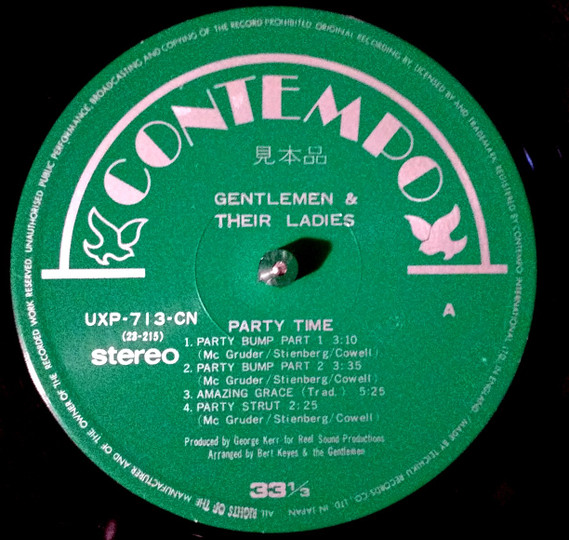 ALL RIGHTS OF THE MANUFACTURER AND OF THE OWNER OF THE RECORDED WORK RESERVED. UNAUTHORISED PUBLIC PERFORMANCE, BROADCASTING AND COPYING OF THE RECORD PROHIBITED ORIGINAL RECORDING BY, LICENSED BY AND TRADEMARK REGISTERED BY CONTEMPO INTERNATIONAL LTD. IN ENGLAND. MADE BY TEICHIKU RECORDS CO., LTD. IN JAPAN
CONTEMPO
見本品
GENTLEMEN &
THEIR LADIES
A
UXP-713-CN
(28-215)
stereo
PARTY TIME
1. PARTY BUMP PART 1 3:10
(Mc Gruder/Stienberg/Cowell)
2. PARTY BUMP PART 2 3:35
(Mc Gruder/Stienberg/Cowell)
3. AMAZING GRACE (Trad.) 5:25
4. PARTY STRUT 2:25
(Mc Gruder/Stienberg/Cowell)
Produced by George Kerr for Reel Sound Productions
Arranged by Bert Keyes & the Gentlemen
33 1/3